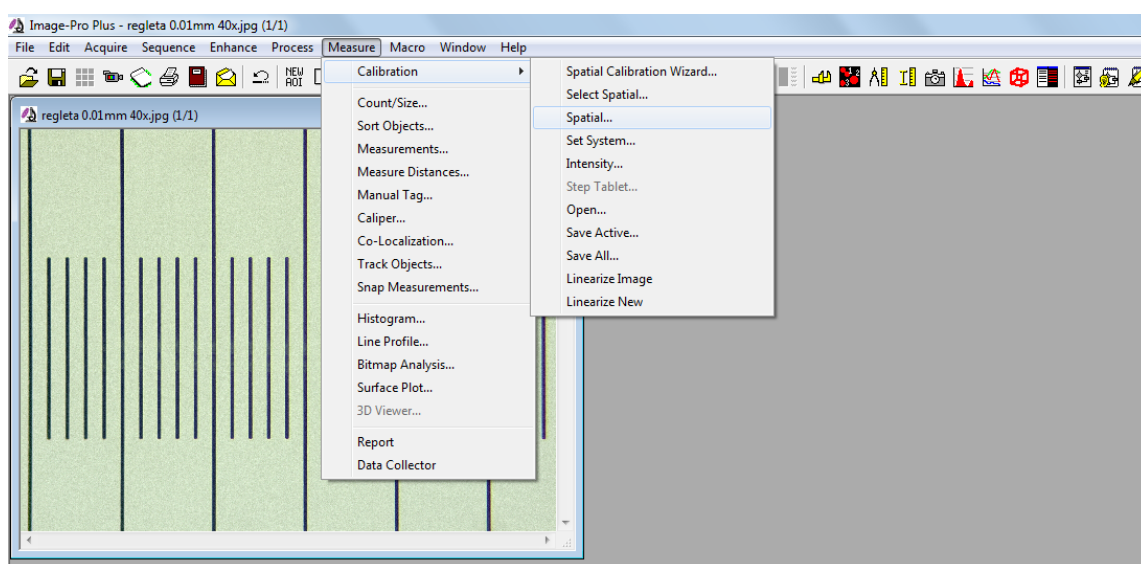 Image-Pro Plus - regleta 0.01mm 40x.jpg (1/1)
File Edit Acquire Sequence Enhance Process Measure Macro Window Help
NEW AOI
regleta 0.01mm 40x.jpg (1/1)
Calibration
Count/Size...
Sort Objects...
Measurements...
Measure Distances...
Manual Tag...
Caliper...
Co-Localization...
Track Objects...
Snap Measurements...
Histogram...
Line Profile...
Bitmap Analysis...
Surface Plot...
3D Viewer...
Report
Data Collector
Spatial Calibration Wizard...
Select Spatial...
Spatial...
Set System...
Intensity...
Step Tablet...
Open...
Save Active...
Save All...
Linearize Image
Linearize New